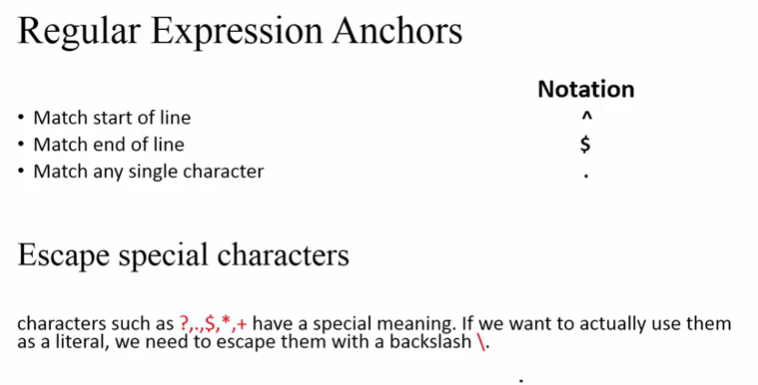 Regular Expression Anchors
Notation
• Match start of line ^
• Match end of line $
• Match any single character .
Escape special characters
characters such as ?,.,$,*,+ have a special meaning. If we want to actually use them
as a literal, we need to escape them with a backslash \.
.